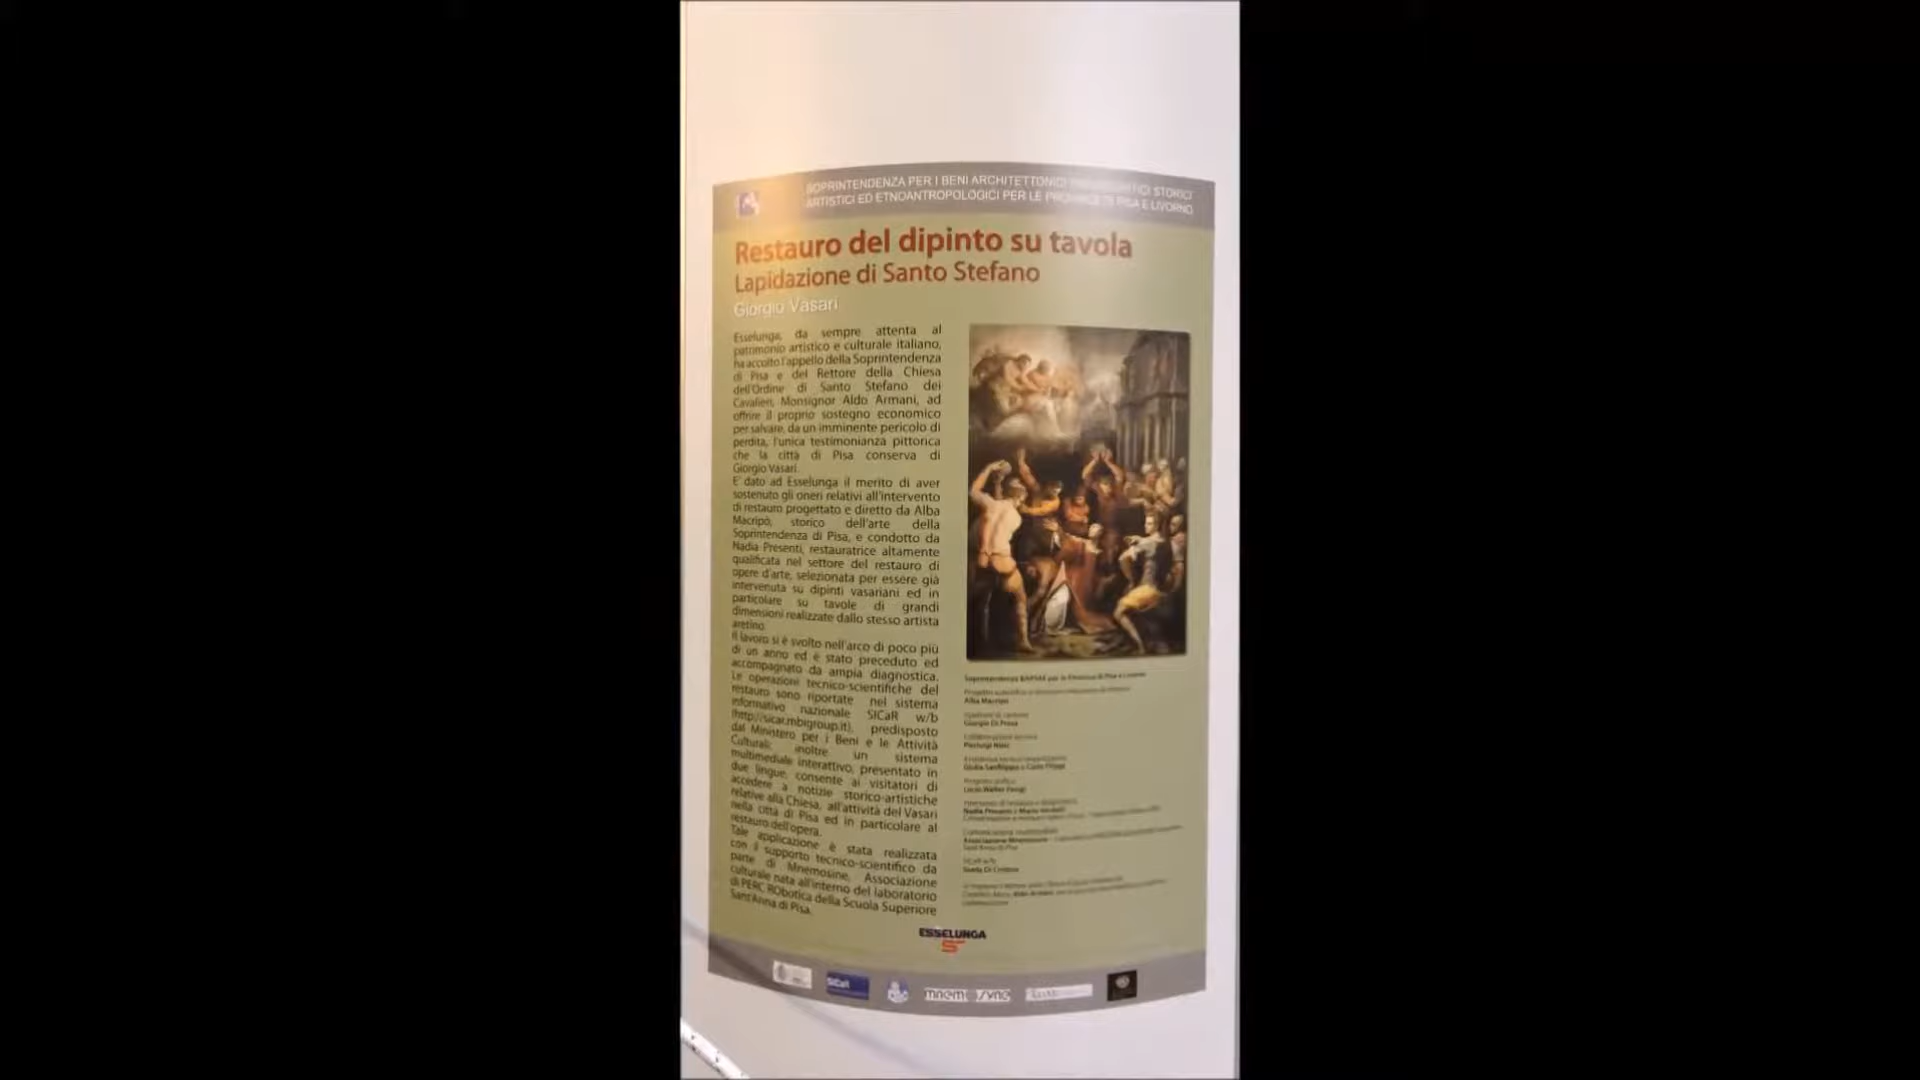 SOPRINTENDENZA PER I BENI ARCHITETTONICI STORICI
ARTISTICI ED ETNOANTROPOLOGICI PER LE PROVINCE DI PISA E LIVORNO
Restauro del dipinto su tavola
Lapidazione di Santo Stefano
Giorgio Vasari
Esselunga, da sempre attenta al
patrimonio artistico e culturale italiano,
ha accolto l'appello della Soprintendenza
di Pisa e del Rettore della Chiesa
dell'Ordine di Santo Stefano dei
Cavalieri, Monsignor Aldo Armani, ad
offrire il proprio sostegno economico
per salvare, da un imminente pericolo di
perdita, l'unica testimonianza pittorica
che la città di Pisa conserva di
Giorgio Vasari.
E' dato ad Esselunga il merito di aver
sostenuto gli oneri relativi all'intervento
di restauro progettato e diretto da Alba
Macripò, storico dell'arte della
Soprintendenza di Pisa, e condotto da
Nadia Presenti, restauratrice altamente
qualificata nel settore del restauro di
opere d'arte, selezionata per essere già
intervenuta su dipinti vasariani ed in
particolare su tavole di grandi
dimensioni realizzate dallo stesso artista
aretino.
Il lavoro si è svolto nell'arco di poco più
di un anno ed è stato preceduto ed
accompagnato da ampia diagnostica.
Le operazioni tecnico-scientifiche del
restauro sono riportate nel sistema
informativo nazionale SICaR w/b
(http://sicar.mbigroup.it), predisposto
dal Ministero per i Beni e le Attività
Culturali; inoltre un sistema
multimediale interattivo, presentato in
due lingue, consente ai visitatori di
accedere a notizie storico-artistiche
relative alla Chiesa, all'attività del Vasari
nella città di Pisa ed in particolare al
restauro dell'opera.
Tale applicazione è stata realizzata
con il supporto tecnico-scientifico da
parte di Mnemosine, Associazione
culturale nata all'interno del laboratorio
di PERC RObotica della Scuola Superiore
Sant'Anna di Pisa.
Alba Macripò
ESSELUNGA
SICaR